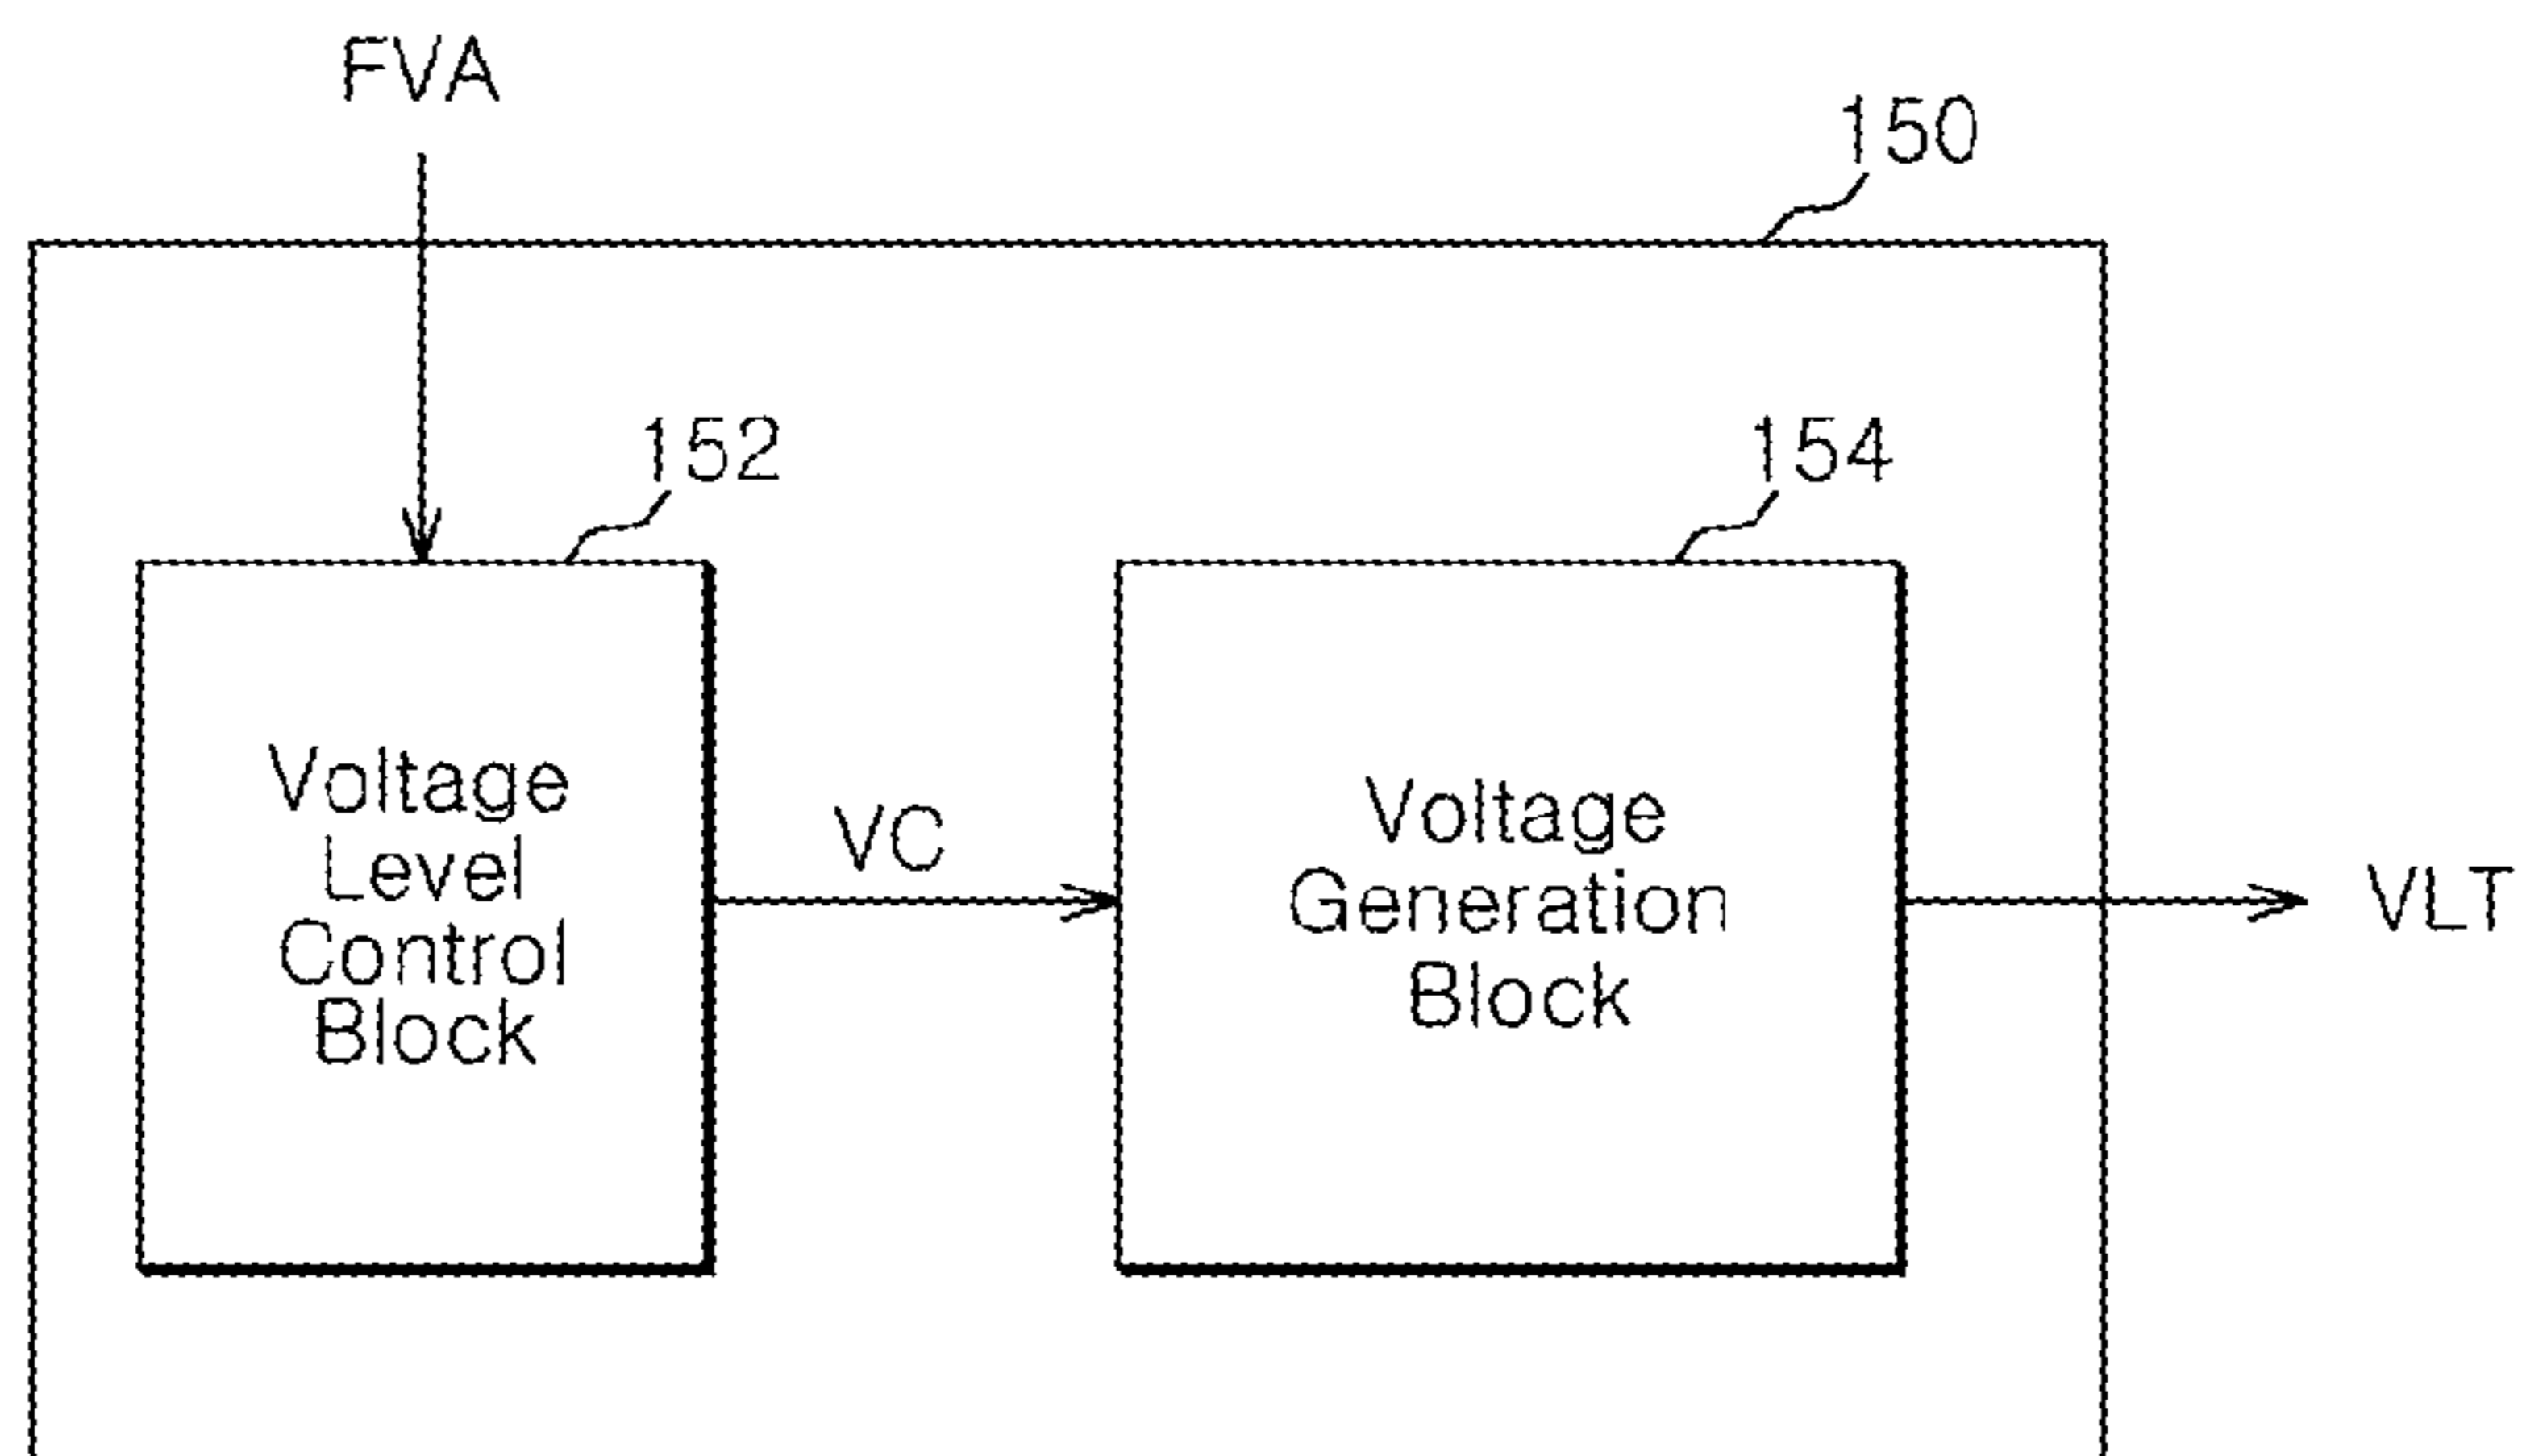 FVA
150
152
154
Voltage
Level
Control
Block
VC
Voltage
Generation
Block
VLT